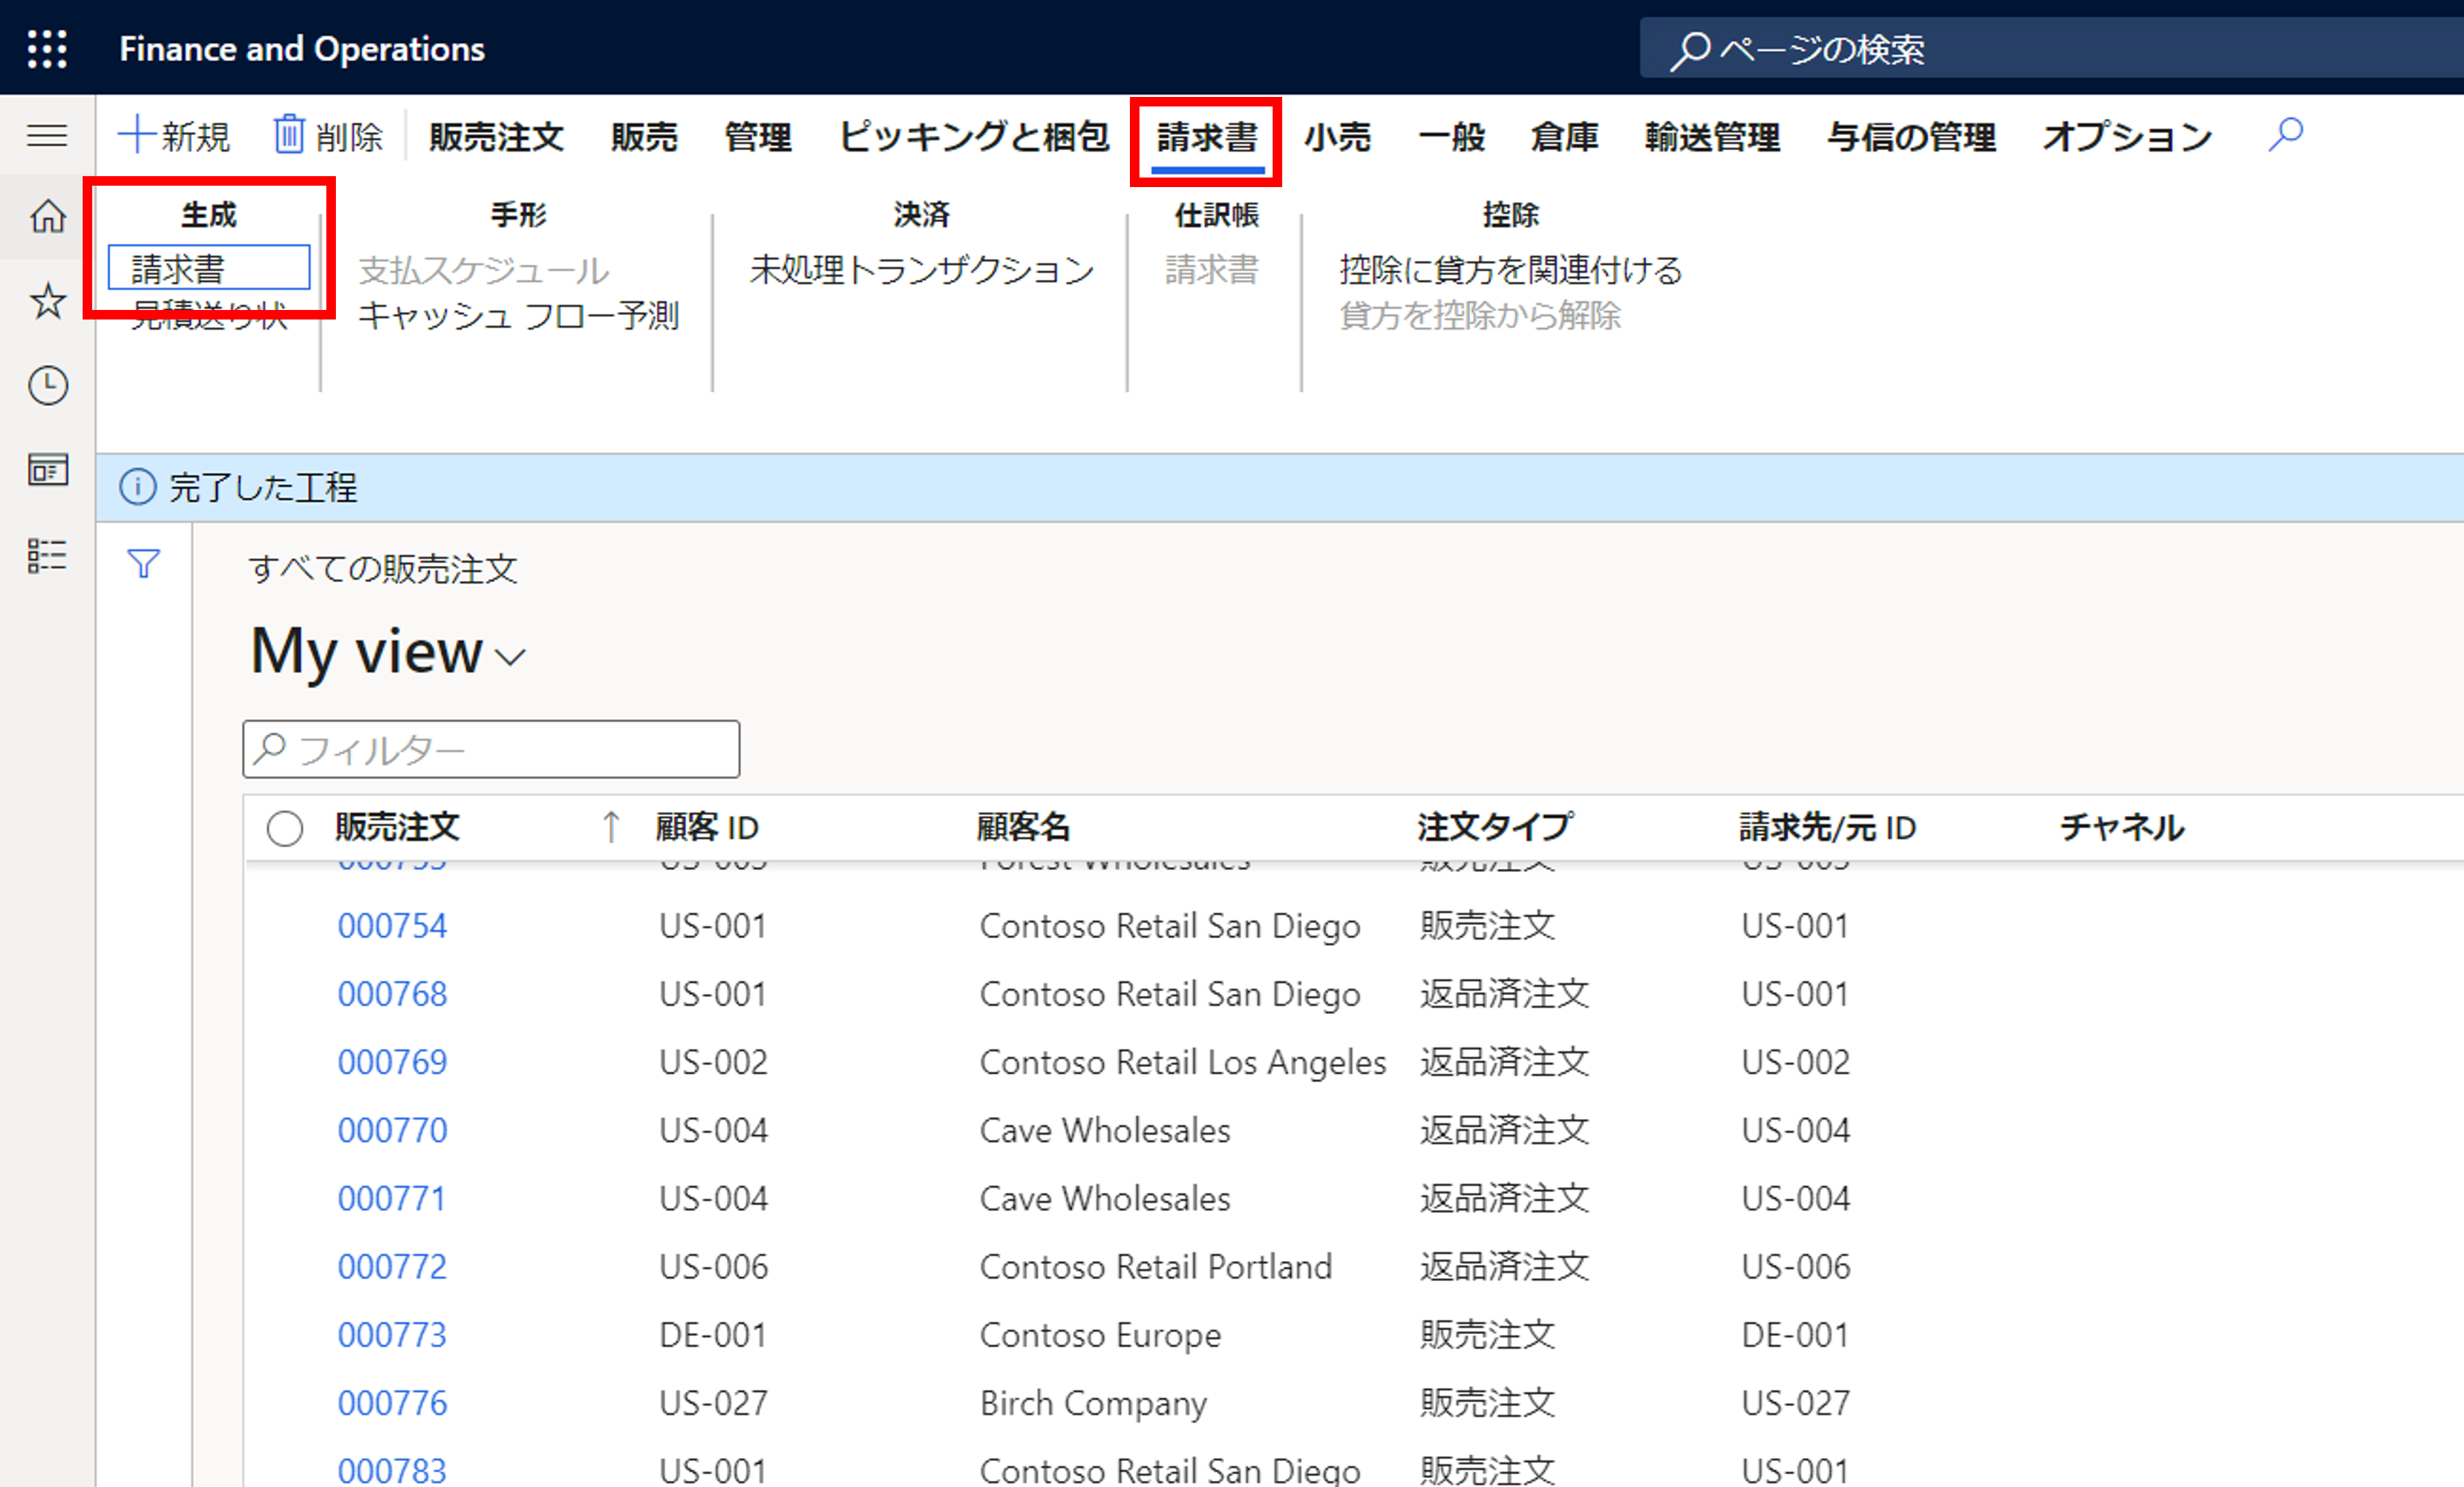 Finance and Operations
ページの検索
新規 削除 販売注文 販売 管理 ピッキングと梱包 請求書 小売 一般 倉庫 輸送管理 与信の管理 オプション
生成 手形 決済 仕訳帳 控除
請求書 支払スケジュール 未処理トランザクション 請求書 控除に貸方を関連付ける
見積送り状 キャッシュ フロー予測 貸方を控除から解除
完了した工程
すべての販売注文
My view
フィルター
販売注文 顧客 ID 顧客名 注文タイプ 請求先/元 ID チャネル
000754 US-001 Contoso Retail San Diego 販売注文 US-001
000768 US-001 Contoso Retail San Diego 返品済注文 US-001
000769 US-002 Contoso Retail Los Angeles 返品済注文 US-002
000770 US-004 Cave Wholesales 返品済注文 US-004
000771 US-004 Cave Wholesales 返品済注文 US-004
000772 US-006 Contoso Retail Portland 返品済注文 US-006
000773 DE-001 Contoso Europe 販売注文 DE-001
000776 US-027 Birch Company 販売注文 US-027
000783 US-001 Contoso Retail San Diego 販売注文 US-001